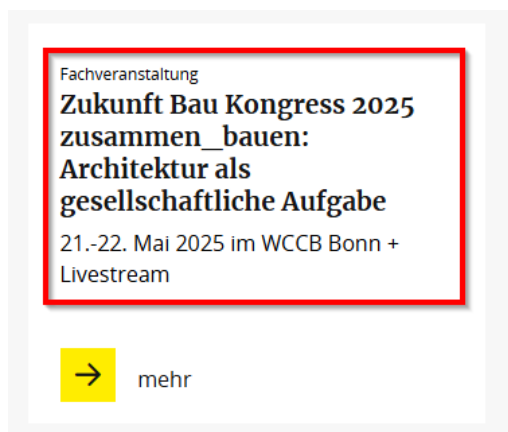 Fachveranstaltung
Zukunft Bau Kongress 2025
zusammen_bauen:
Architektur als
gesellschaftliche Aufgabe
21.-22. Mai 2025 im WCCB Bonn +
Livestream
mehr